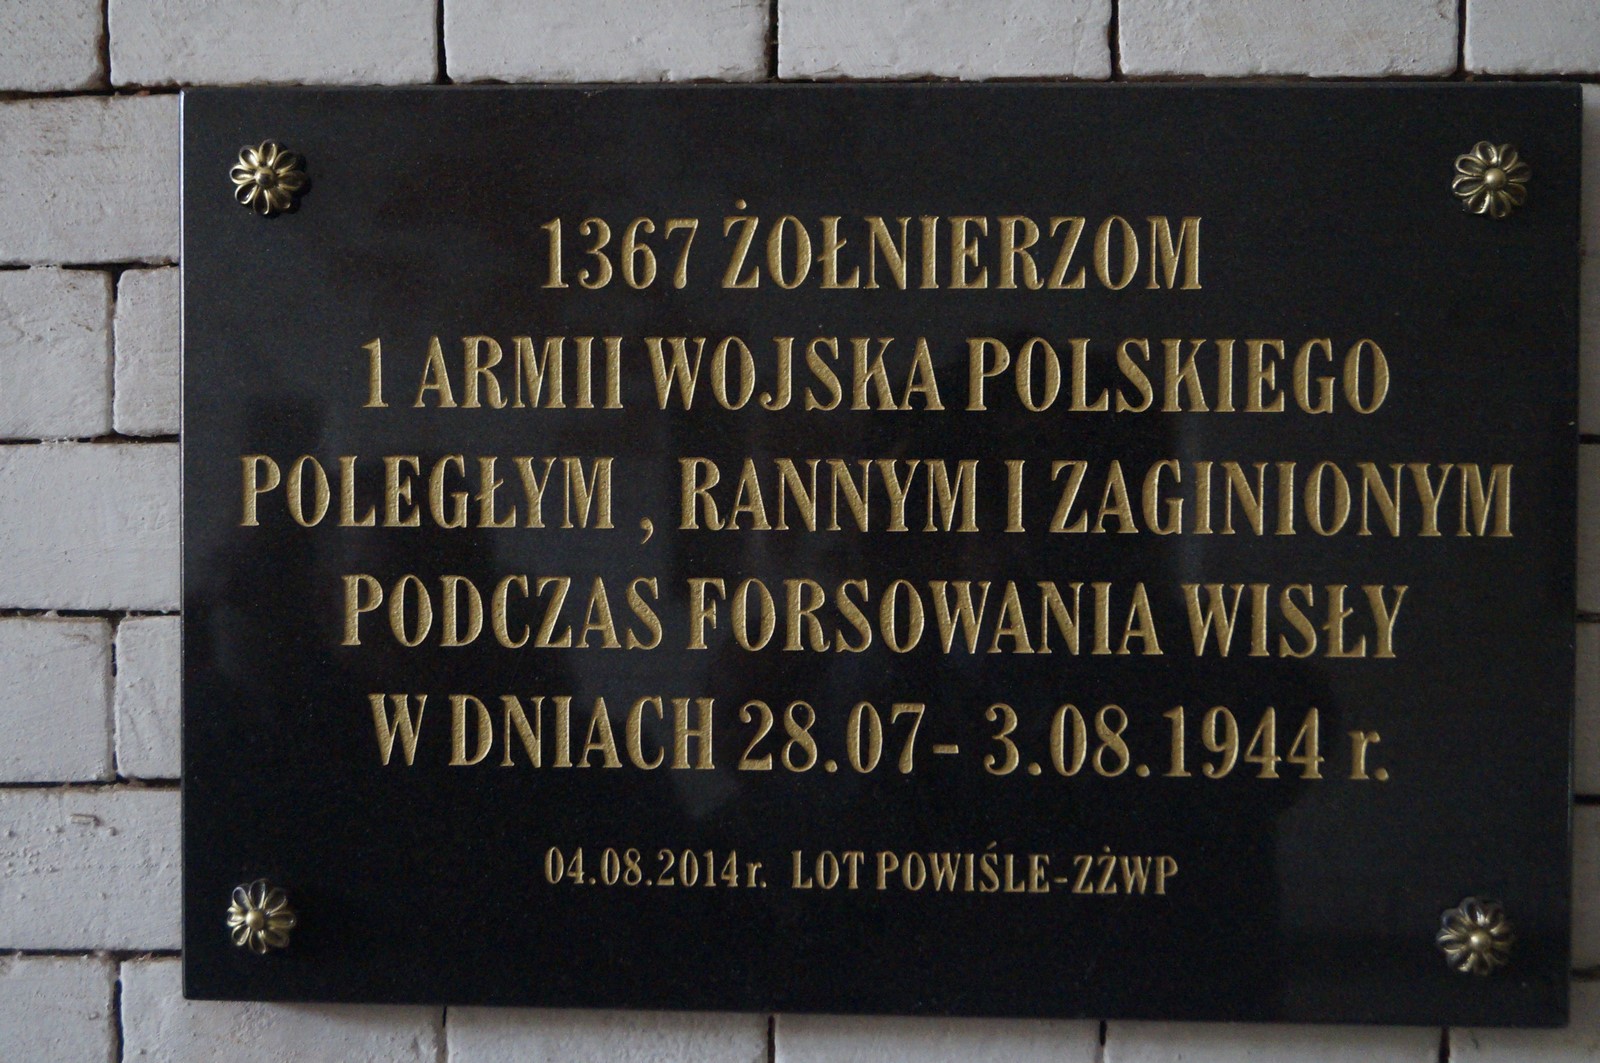 1367 ŻOŁNIERZOM
1 ARMII WOJSKA POLSKIEGO
POLEGŁYM , RANNYM I ZAGINIONYM
PODCZAS FORSOWANIA WISŁY
W DNIACH 28.07- 3.08.1944 r.
04.08.2014 r. LOT POWIŚLE-ZŻWP